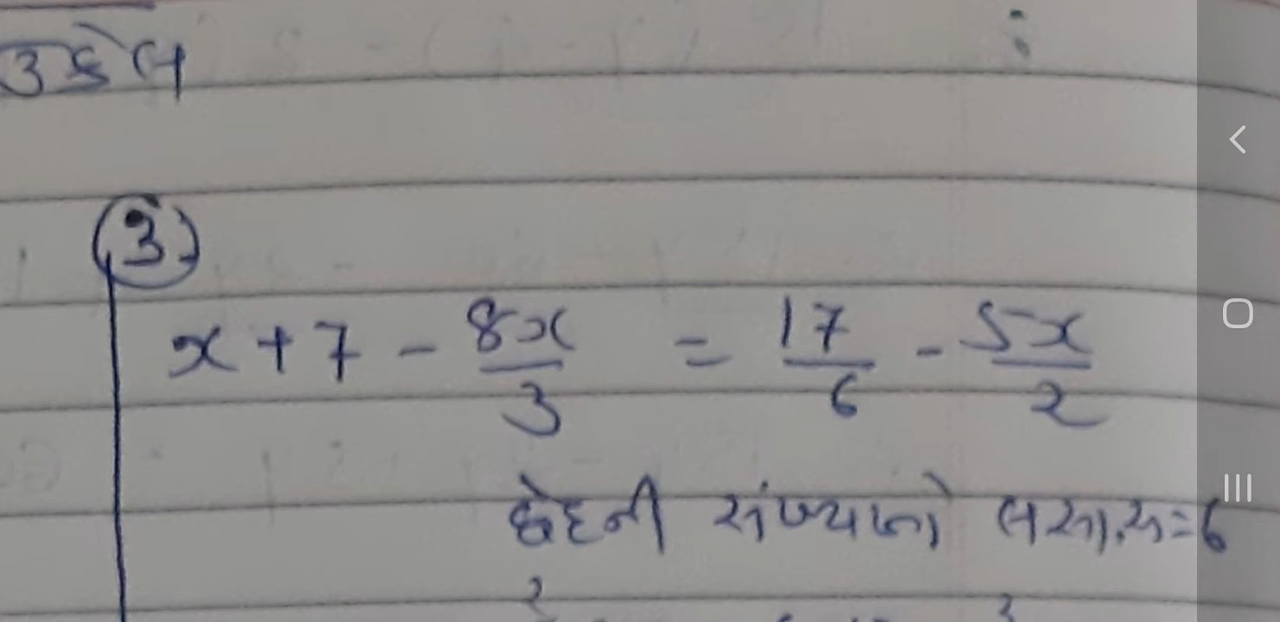 ઉકેલ
3
x + 7 - 8x/3 = 17/6 - 5x/2
છેદની સંખ્યાનો લ.સા.અ = 6